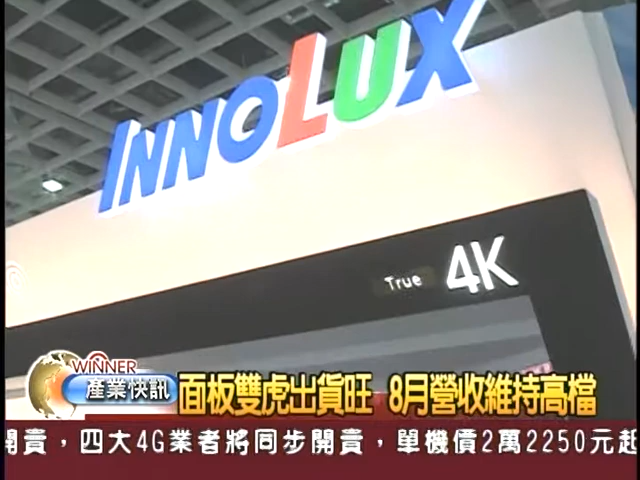 INNOLUX
True 4K
WINNER
產業快訊
面板雙虎出貨旺 8月營收維持高檔
開賣，四大4G業者將同步開賣，單機價2萬2250元起